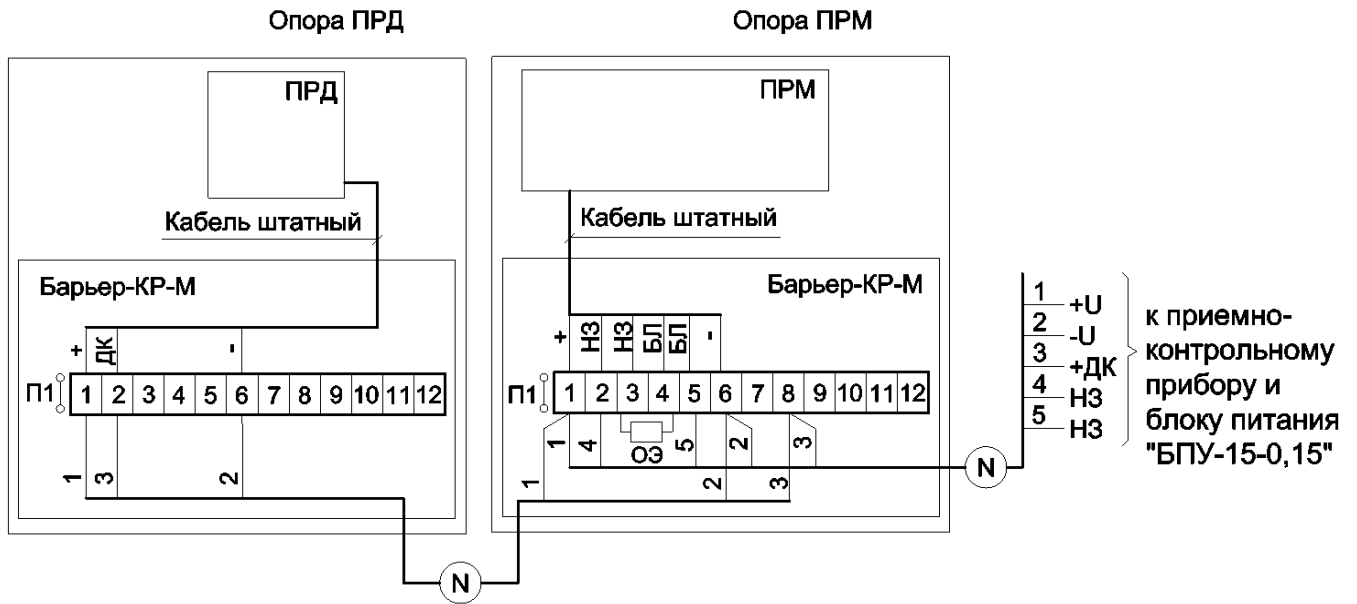 Опора ПРД
Опора ПРМ
ПРД
ПРМ
Кабель штатный
Кабель штатный
Барьер-КР-М
Барьер-КР-М
+ ДК -
+ НЗ НЗ БЛ БЛ -
П1 1 2 3 4 5 6 7 8 9 10 11 12
П1 1 2 3 4 5 6 7 8 9 10 11 12
1 3 2
1 4 ОЭ 5 2 3
1 2 3
N
N
1 +U
2 -U
3 +ДК
4 НЗ
5 НЗ
к приемно-
контрольному
прибору и
блоку питания
"БПУ-15-0,15"